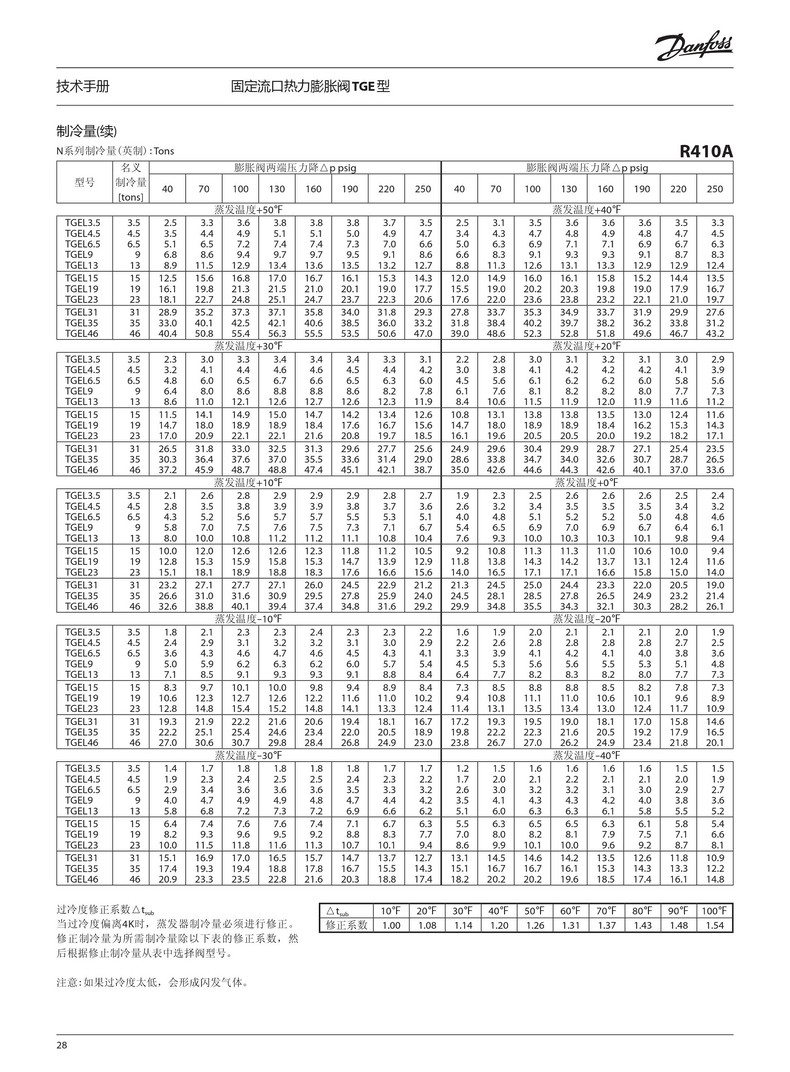 Danfoss
技术手册 固定流口热力膨胀阀TGE型
制冷量(续)
N系列制冷量(英制):Tons R410A
型号 名义制冷量[tons] 膨胀阀两端压力降△p psig 膨胀阀两端压力降△p psig
40 70 100 130 160 190 220 250 40 70 100 130 160 190 220 250
蒸发温度+50℉ 蒸发温度+40℉
TGEL3.5 3.5 2.5 3.3 3.6 3.8 3.8 3.8 3.7 3.5 2.5 3.1 3.5 3.6 3.6 3.6 3.5 3.3
TGEL4.5 4.5 3.5 4.4 4.9 5.1 5.1 5.0 4.9 4.7 3.4 4.3 4.7 4.8 4.9 4.8 4.7 4.5
TGEL6.5 6.5 5.1 6.5 7.2 7.4 7.4 7.3 7.0 6.6 5.0 6.3 6.9 7.1 7.1 6.9 6.7 6.3
TGEL9 9 6.8 8.6 9.4 9.7 9.7 9.5 9.1 8.6 6.6 8.3 9.1 9.3 9.3 9.1 8.7 8.3
TGEL13 13 8.9 11.5 12.9 13.4 13.6 13.5 13.2 12.7 8.8 11.3 12.6 13.1 13.3 12.9 12.9 12.4
TGEL15 15 12.5 15.6 16.8 17.0 16.7 16.1 15.3 14.3 12.0 14.9 16.0 16.1 15.8 15.2 14.4 13.5
TGEL19 19 16.1 19.8 21.3 21.5 21.0 20.1 19.0 17.7 15.5 19.0 20.2 20.3 19.8 19.0 17.9 16.7
TGEL23 23 18.1 22.7 24.8 25.1 24.7 23.7 22.3 20.6 17.6 22.0 23.6 23.8 23.2 22.1 21.0 19.7
TGEL31 31 28.9 35.2 37.3 37.1 35.8 34.0 31.8 29.3 27.8 33.7 35.3 34.9 33.7 31.9 29.9 27.6
TGEL35 35 33.0 40.1 42.5 42.1 40.6 38.5 36.0 33.2 31.8 38.4 40.2 39.7 38.2 36.2 33.8 31.2
TGEL46 46 40.4 50.8 55.4 56.3 55.5 53.5 50.6 47.0 39.0 48.6 52.3 52.8 51.8 49.6 46.7 43.2
蒸发温度+30℉ 蒸发温度+20℉
TGEL3.5 3.5 2.3 3.0 3.3 3.4 3.4 3.4 3.3 3.1 2.2 2.8 3.0 3.1 3.2 3.1 3.0 2.9
TGEL4.5 4.5 3.2 4.1 4.4 4.6 4.6 4.5 4.4 4.2 3.0 3.8 4.1 4.2 4.2 4.2 4.1 3.9
TGEL6.5 6.5 4.8 6.0 6.5 6.7 6.6 6.5 6.3 6.0 4.5 5.6 6.1 6.2 6.2 6.0 5.8 5.6
TGEL9 9 6.4 8.0 8.6 8.8 8.8 8.6 8.2 7.8 6.1 7.6 8.1 8.2 8.2 8.0 7.7 7.3
TGEL13 13 8.6 11.0 12.1 12.6 12.7 12.6 12.3 11.9 8.4 10.6 11.5 11.9 12.0 11.9 11.6 11.2
TGEL15 15 11.5 14.1 14.9 15.0 14.7 14.2 13.4 12.6 10.8 13.1 13.8 13.8 13.5 13.0 12.4 11.6
TGEL19 19 14.7 18.0 18.9 18.9 18.4 17.6 16.7 15.6 14.7 18.0 18.9 18.9 18.4 16.2 15.3 14.3
TGEL23 23 17.0 20.9 22.1 22.1 21.6 20.8 19.7 18.5 16.1 19.6 20.5 20.5 20.0 19.2 18.2 17.1
TGEL31 31 26.5 31.8 33.0 32.5 31.3 29.6 27.7 25.6 24.9 29.6 30.4 29.9 28.7 27.1 25.4 23.5
TGEL35 35 30.3 36.4 37.6 37.0 35.5 33.6 31.4 29.0 28.6 33.8 34.7 34.0 32.6 30.7 28.7 26.5
TGEL46 46 37.2 45.9 48.7 48.8 47.4 45.1 42.1 38.7 35.0 42.6 44.6 44.3 42.6 40.1 37.0 33.6
蒸发温度+10℉ 蒸发温度+0℉
TGEL3.5 3.5 2.1 2.6 2.8 2.9 2.9 2.9 2.8 2.7 1.9 2.3 2.5 2.6 2.6 2.6 2.5 2.4
TGEL4.5 4.5 2.8 3.5 3.8 3.9 3.9 3.8 3.7 3.6 2.6 3.2 3.4 3.5 3.5 3.5 3.4 3.2
TGEL6.5 6.5 4.3 5.2 5.6 5.7 5.7 5.5 5.3 5.1 4.0 4.8 5.1 5.2 5.2 5.0 4.8 4.6
TGEL9 9 5.8 7.0 7.5 7.6 7.5 7.3 7.1 6.7 5.4 6.5 6.9 7.0 6.9 6.7 6.4 6.1
TGEL13 13 8.0 10.0 10.8 11.2 11.2 11.1 10.8 10.4 7.6 9.3 10.0 10.3 10.3 10.1 9.8 9.4
TGEL15 15 10.0 12.0 12.6 12.6 12.3 11.8 11.2 10.5 9.2 10.8 11.3 11.3 11.0 10.6 10.0 9.4
TGEL19 19 12.8 15.3 15.9 15.8 15.3 14.7 13.9 12.9 11.8 13.8 14.3 14.2 13.7 13.1 12.4 11.6
TGEL23 23 15.1 18.1 18.9 18.8 18.3 17.6 16.6 15.6 14.0 16.5 17.1 17.1 16.6 15.8 15.0 14.0
TGEL31 31 23.2 27.1 27.7 27.1 26.0 24.5 22.9 21.2 21.3 24.5 25.0 24.4 23.3 22.0 20.5 19.0
TGEL35 35 26.6 31.0 31.6 30.9 29.5 27.8 25.9 24.0 24.5 28.1 28.5 27.8 26.5 24.9 23.2 21.4
TGEL46 46 32.6 38.8 40.1 39.4 37.4 34.8 31.6 29.2 29.9 34.8 35.5 34.3 32.1 30.3 28.2 26.1
蒸发温度-10℉ 蒸发温度-20℉
TGEL3.5 3.5 1.8 2.1 2.3 2.3 2.4 2.3 2.3 2.2 1.6 1.9 2.0 2.1 2.1 2.1 2.0 1.9
TGEL4.5 4.5 2.4 2.9 3.1 3.2 3.2 3.1 3.0 2.9 2.2 2.6 2.8 2.8 2.8 2.8 2.7 2.5
TGEL6.5 6.5 3.6 4.3 4.6 4.7 4.6 4.5 4.3 4.1 3.3 3.9 4.1 4.2 4.1 4.0 3.8 3.6
TGEL9 9 5.0 5.9 6.2 6.3 6.2 6.0 5.7 5.4 4.5 5.3 5.6 5.6 5.5 5.3 5.1 4.8
TGEL13 13 7.1 8.5 9.1 9.3 9.3 9.1 8.8 8.4 6.4 7.7 8.2 8.3 8.2 8.0 7.7 7.3
TGEL15 15 8.3 9.7 10.1 10.0 9.8 9.4 8.9 8.4 7.3 8.5 8.8 8.8 8.5 8.2 7.8 7.3
TGEL19 19 10.6 12.3 12.7 12.6 12.2 11.6 11.0 10.2 9.4 10.8 11.1 11.0 10.6 10.1 9.6 8.9
TGEL23 23 12.8 14.8 15.4 15.2 14.8 14.1 13.3 12.4 11.4 13.1 13.5 13.4 13.0 12.4 11.7 10.9
TGEL31 31 19.3 21.9 22.2 21.6 20.6 19.4 18.1 16.7 17.2 19.3 19.5 19.0 18.1 17.0 15.8 14.6
TGEL35 35 22.2 25.1 25.4 24.6 23.4 22.0 20.5 18.9 19.8 22.2 22.3 21.6 20.5 19.2 17.9 16.5
TGEL46 46 27.0 30.6 30.7 29.8 28.4 26.8 24.9 23.0 23.8 26.7 27.0 26.2 24.9 23.4 21.8 20.1
蒸发温度-30℉ 蒸发温度-40℉
TGEL3.5 3.5 1.4 1.7 1.8 1.8 1.8 1.8 1.7 1.7 1.2 1.5 1.6 1.6 1.6 1.6 1.5 1.5
TGEL4.5 4.5 1.9 2.3 2.4 2.5 2.5 2.4 2.3 2.2 1.7 2.0 2.1 2.2 2.1 2.1 2.0 1.9
TGEL6.5 6.5 2.9 3.4 3.6 3.6 3.6 3.5 3.3 3.2 2.6 3.0 3.2 3.2 3.1 3.0 2.9 2.7
TGEL9 9 4.0 4.7 4.9 4.9 4.8 4.7 4.4 4.2 3.5 4.1 4.3 4.3 4.2 4.0 3.8 3.6
TGEL13 13 5.8 6.8 7.2 7.3 7.2 6.9 6.6 6.2 5.1 6.0 6.3 6.3 6.1 5.8 5.5 5.2
TGEL15 15 6.4 7.4 7.6 7.6 7.4 7.1 6.7 6.3 5.5 6.3 6.5 6.5 6.3 6.1 5.8 5.4
TGEL19 19 8.2 9.3 9.6 9.5 9.2 8.8 8.3 7.7 7.0 8.0 8.2 8.1 7.9 7.5 7.1 6.6
TGEL23 23 10.0 11.5 11.8 11.6 11.3 10.7 10.1 9.4 8.6 9.9 10.1 10.0 9.6 9.2 8.7 8.1
TGEL31 31 15.1 16.9 17.0 16.5 15.7 14.7 13.7 12.7 13.1 14.5 14.6 14.2 13.5 12.6 11.8 10.9
TGEL35 35 17.4 19.3 19.4 18.8 17.8 16.7 15.5 14.3 15.1 16.7 16.7 16.1 15.3 14.3 13.3 12.2
TGEL46 46 20.9 23.3 23.5 22.8 21.6 20.3 18.8 17.4 18.2 20.2 20.2 19.6 18.5 17.4 16.1 14.8
过冷度修正系数△tsub
当过冷度偏离4K时，蒸发器制冷量必须进行修正。
修正制冷量为所需制冷量除以下表的修正系数，然
后根据修止制冷量从表中选择阀型号。
△tsub 10℉ 20℉ 30℉ 40℉ 50℉ 60℉ 70℉ 80℉ 90℉ 100℉
修正系数 1.00 1.08 1.14 1.20 1.26 1.31 1.37 1.43 1.48 1.54
注意:如果过冷度太低，会形成闪发气体。
28